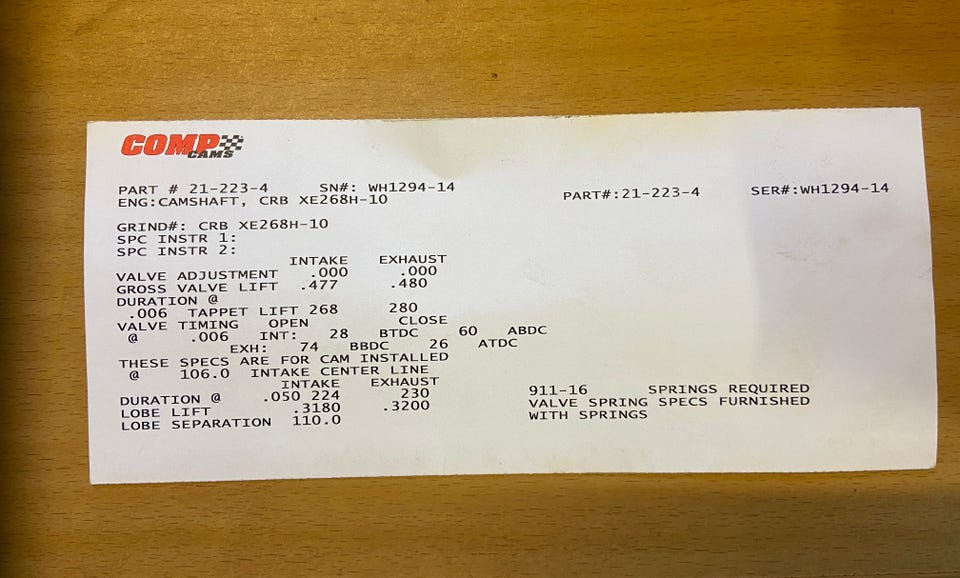 COMP
CAMS
PART # 21-223-4 SN#: WH1294-14 PART#:21-223-4 SER#:WH1294-14
ENG:CAMSHAFT, CRB XE268H-10
GRIND#: CRB XE268H-10
SPC INSTR 1:
SPC INSTR 2:
INTAKE EXHAUST
VALVE ADJUSTMENT .000 .000
GROSS VALVE LIFT .477 .480
DURATION @
.006 TAPPET LIFT 268 280
VALVE TIMING OPEN CLOSE
@ .006 INT: 28 BTDC 60 ABDC
EXH: 74 BBDC 26 ATDC
THESE SPECS ARE FOR CAM INSTALLED
@ 106.0 INTAKE CENTER LINE
INTAKE EXHAUST
DURATION @ .050 224 230
LOBE LIFT .3180 .3200
LOBE SEPARATION 110.0
911-16 SPRINGS REQUIRED
VALVE SPRING SPECS FURNISHED
WITH SPRINGS